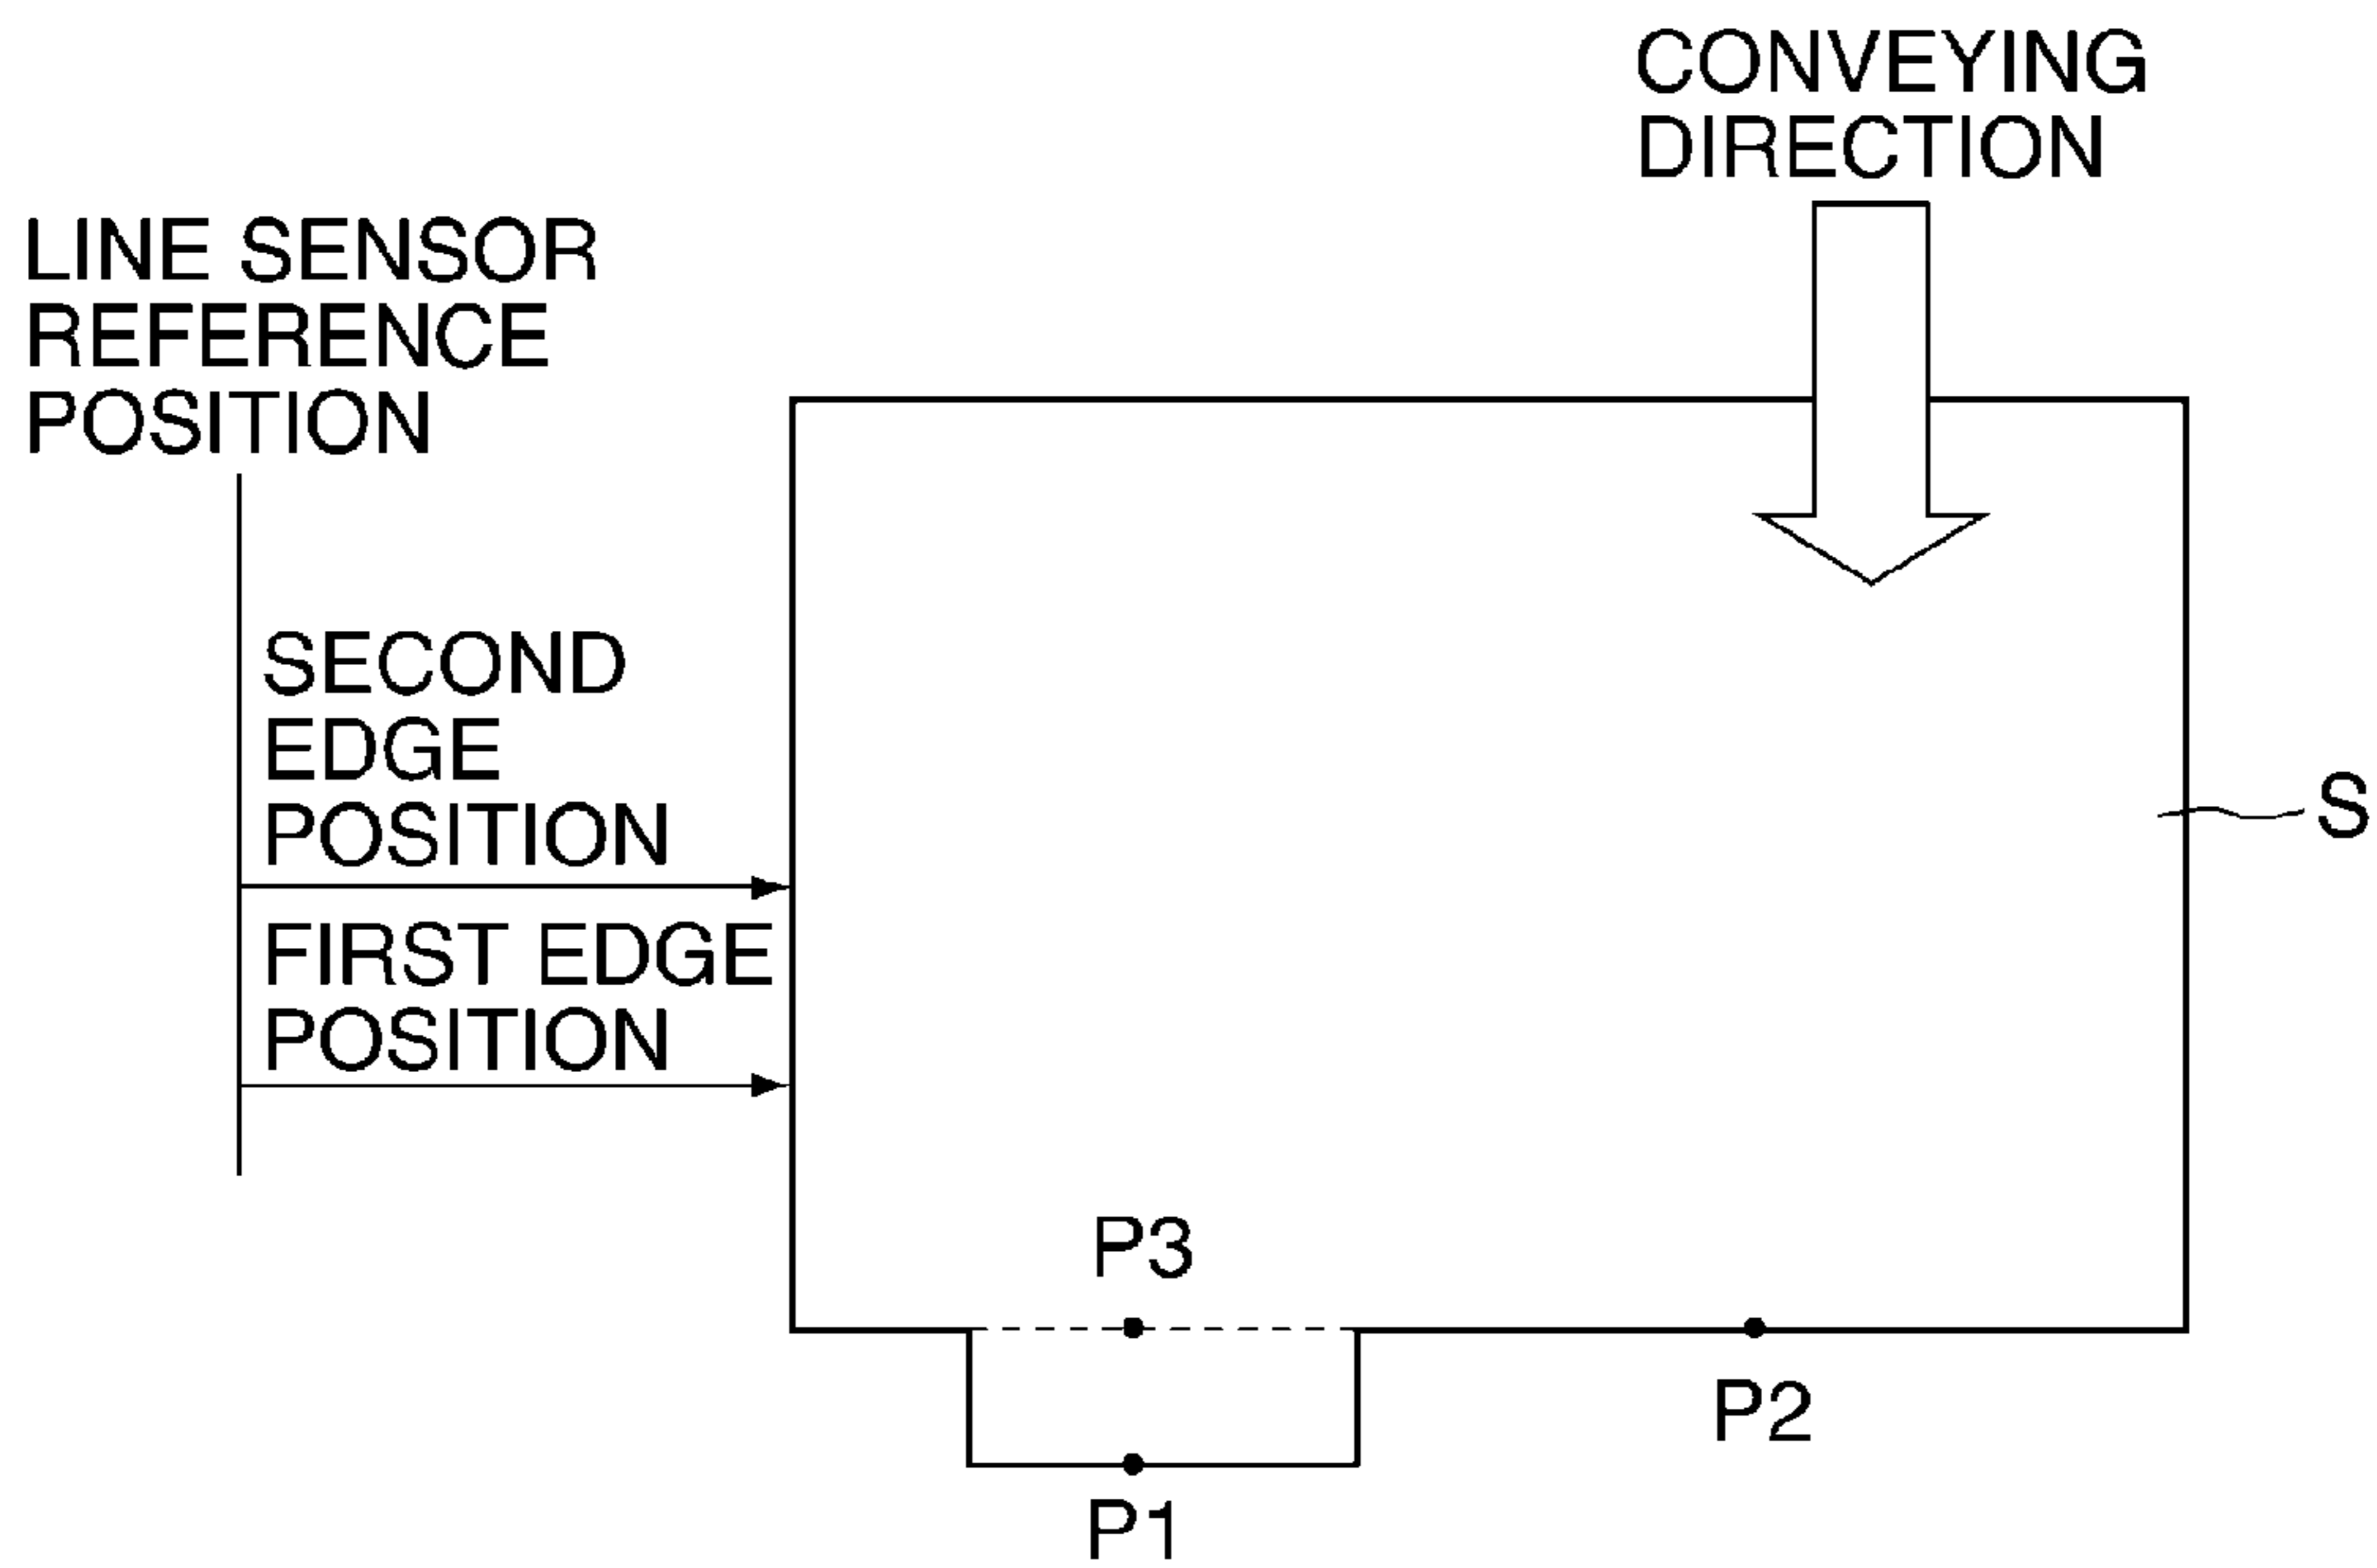 CONVEYING
DIRECTION
LINE SENSOR
REFERENCE
POSITION
SECOND
EDGE
POSITION
S
FIRST EDGE
POSITION
P3
P2
P1